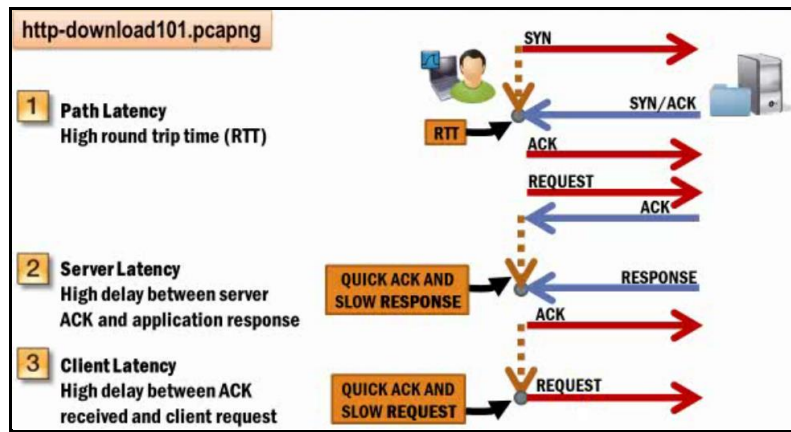 http-download101.pcapng
SYN
1
Path Latency
High round trip time (RTT)
SYN/ACK
RTT
ACK
REQUEST
ACK
2
Server Latency
High delay between server
ACK and application response
QUICK ACK AND
SLOW RESPONSE
RESPONSE
ACK
3
Client Latency
High delay between ACK
received and client request
QUICK ACK AND
SLOW REQUEST
REQUEST